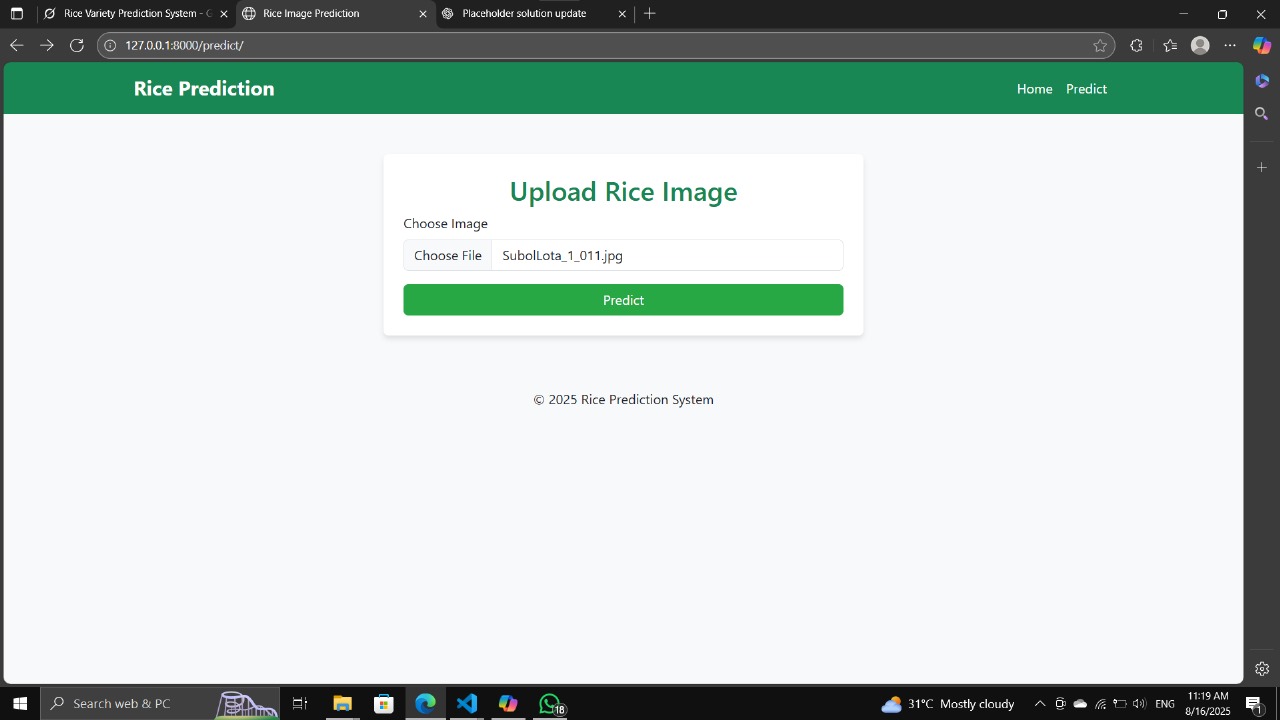 Rice Variety Prediction System - G
Rice Image Prediction
Placeholder solution update
127.0.0.1:8000/predict/
Rice Prediction
Home
Predict
Upload Rice Image
Choose Image
Choose File
SubolLota_1_011.jpg
Predict
© 2025 Rice Prediction System
Search web & PC
18
31°C Mostly cloudy
ENG
11:19 AM
8/16/2025
1